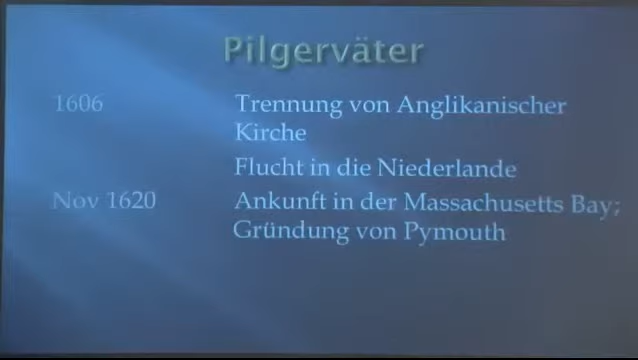 Pilgerväter
1606 Trennung von Anglikanischer
Kirche
Flucht in die Niederlande
Nov 1620 Ankunft in der Massachusetts Bay;
Gründung von Pymouth